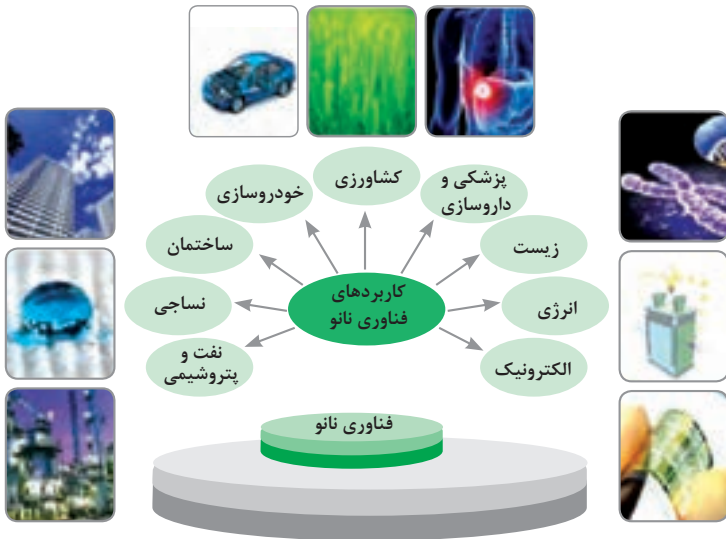 کشاورزی
پزشکی و
داروسازی
خودروسازی
زیست
ساختمان
انرژی
کاربردهای
فناوری نانو
نساجی
الکترونیک
نفت و
پتروشیمی
فناوری نانو